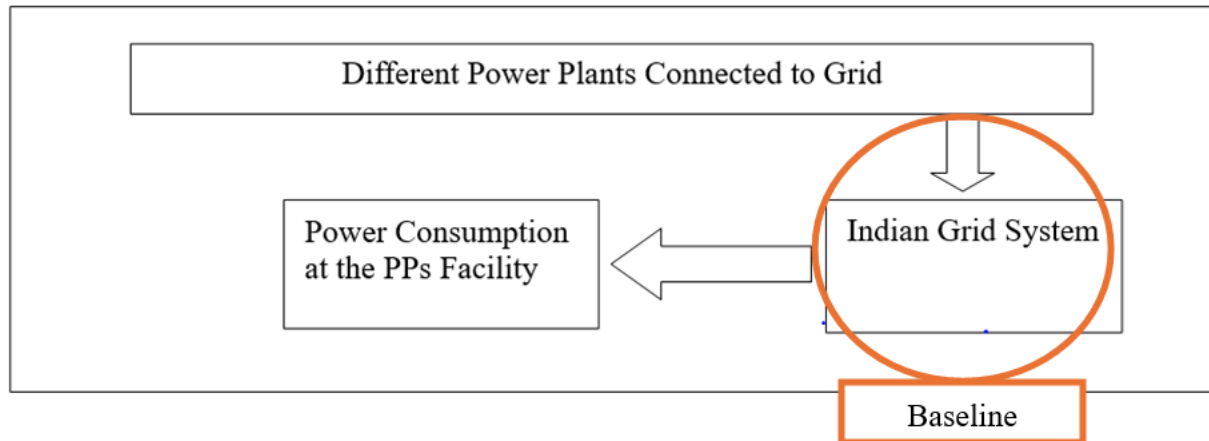 Different Power Plants Connected to Grid
Power Consumption
at the PPs Facility
Indian Grid System
Baseline